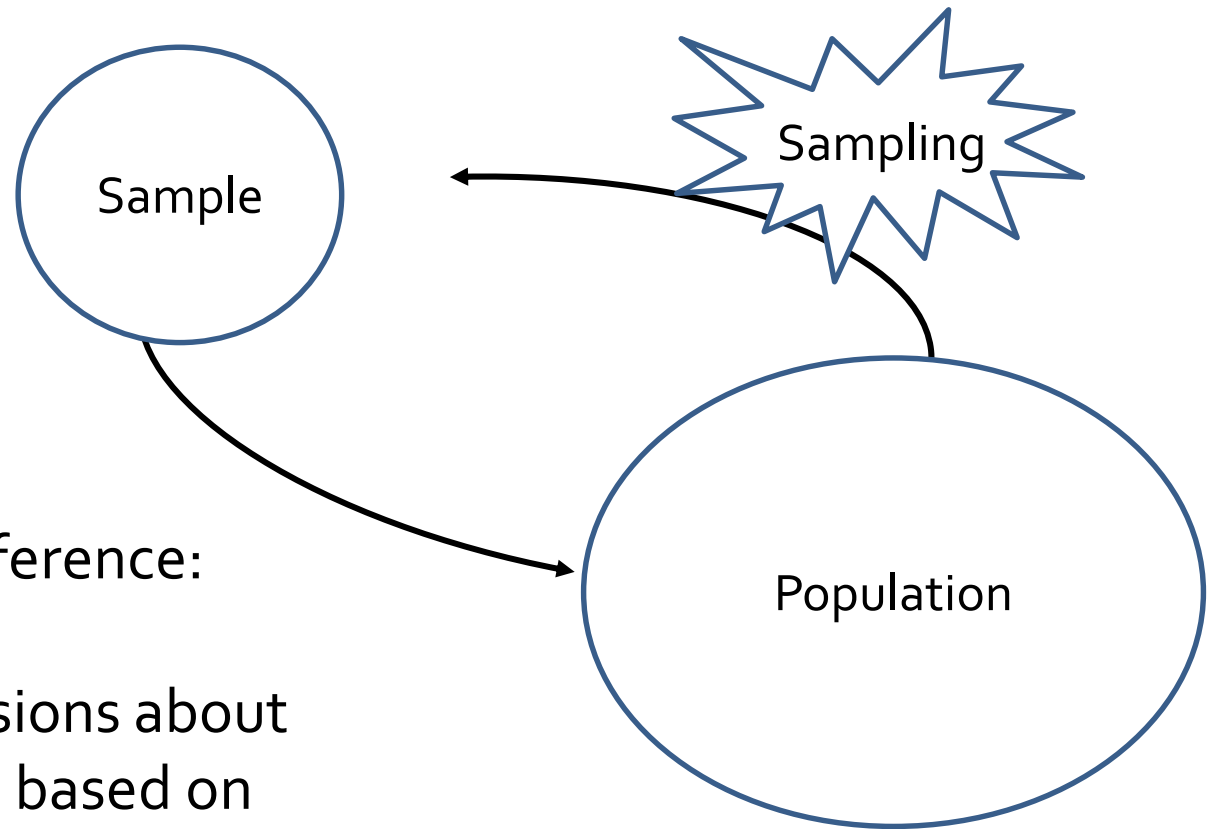 Sampling
Sample
ference:
Population
sions about
based on